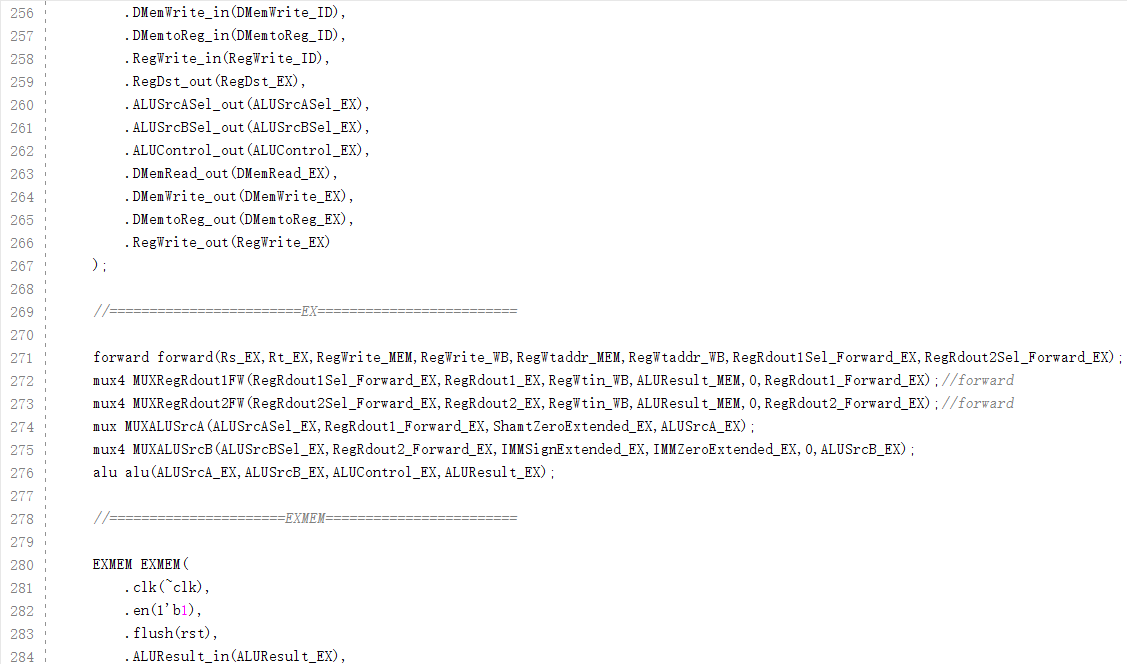 256 .DMemWrite_in(DMemWrite_ID),
257 .DMemtoReg_in(DMemtoReg_ID),
258 .RegWrite_in(RegWrite_ID),
259 .RegDst_out(RegDst_EX),
260 .ALUSrcASel_out(ALUSrcASel_EX),
261 .ALUSrcBSel_out(ALUSrcBSel_EX),
262 .ALUControl_out(ALUControl_EX),
263 .DMemRead_out(DMemRead_EX),
264 .DMemWrite_out(DMemWrite_EX),
265 .DMemtoReg_out(DMemtoReg_EX),
266 .RegWrite_out(RegWrite_EX)
267 );
268
269 //========================EX=========================
270
271 forward forward(Rs_EX,Rt_EX,RegWrite_MEM,RegWrite_WB,RegWtaddr_MEM,RegWtaddr_WB,RegRdout1Sel_Forward_EX,RegRdout2Sel_Forward_EX);
272 mux4 MUXRegRdout1FW(RegRdout1Sel_Forward_EX,RegRdout1_EX,RegWtin_WB,ALUResult_MEM,0,RegRdout1_Forward_EX);//forward
273 mux4 MUXRegRdout2FW(RegRdout2Sel_Forward_EX,RegRdout2_EX,RegWtin_WB,ALUResult_MEM,0,RegRdout2_Forward_EX);//forward
274 mux MUXALUSrcA(ALUSrcASel_EX,RegRdout1_Forward_EX,ShamtZeroExtended_EX,ALUSrcA_EX);
275 mux4 MUXALUSrcB(ALUSrcBSel_EX,RegRdout2_Forward_EX,IMMSignExtended_EX,IMMZeroExtended_EX,0,ALUSrcB_EX);
276 alu alu(ALUSrcA_EX,ALUSrcB_EX,ALUControl_EX,ALUResult_EX);
277
278 //======================EXMEM========================
279
280 EXMEM EXMEM(
281 .clk(~clk),
282 .en(1'b1),
283 .flush(rst),
284 .ALUResult_in(ALUResult_EX),